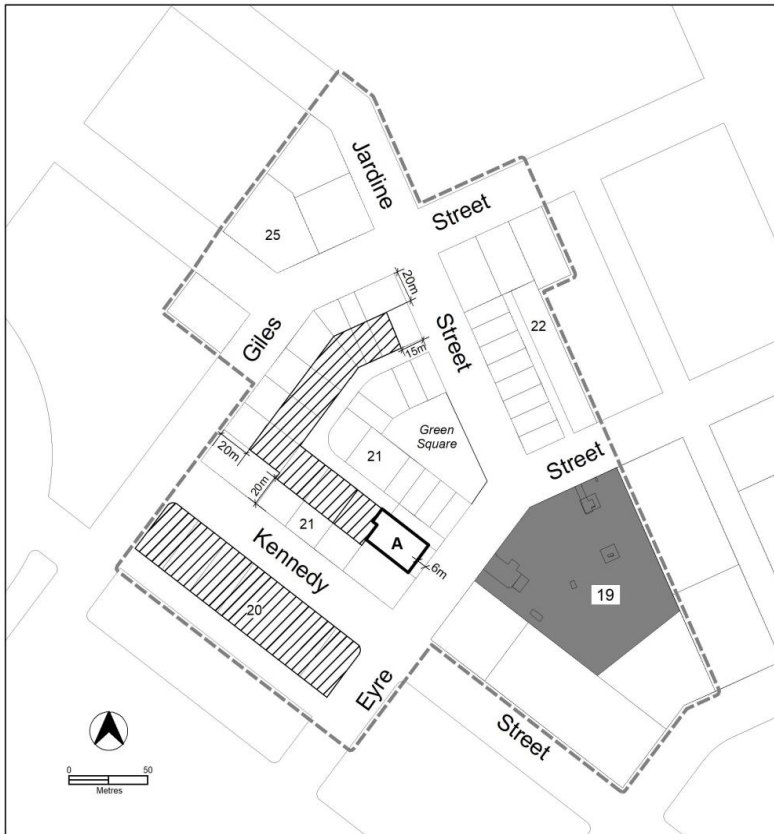 Jardine
Street
25
20m
Giles
Street
22
15m
Green
Square
21
Street
20m
20m
21
A
6m
Kennedy
19
20
Eyre
Street
0 50
Metres